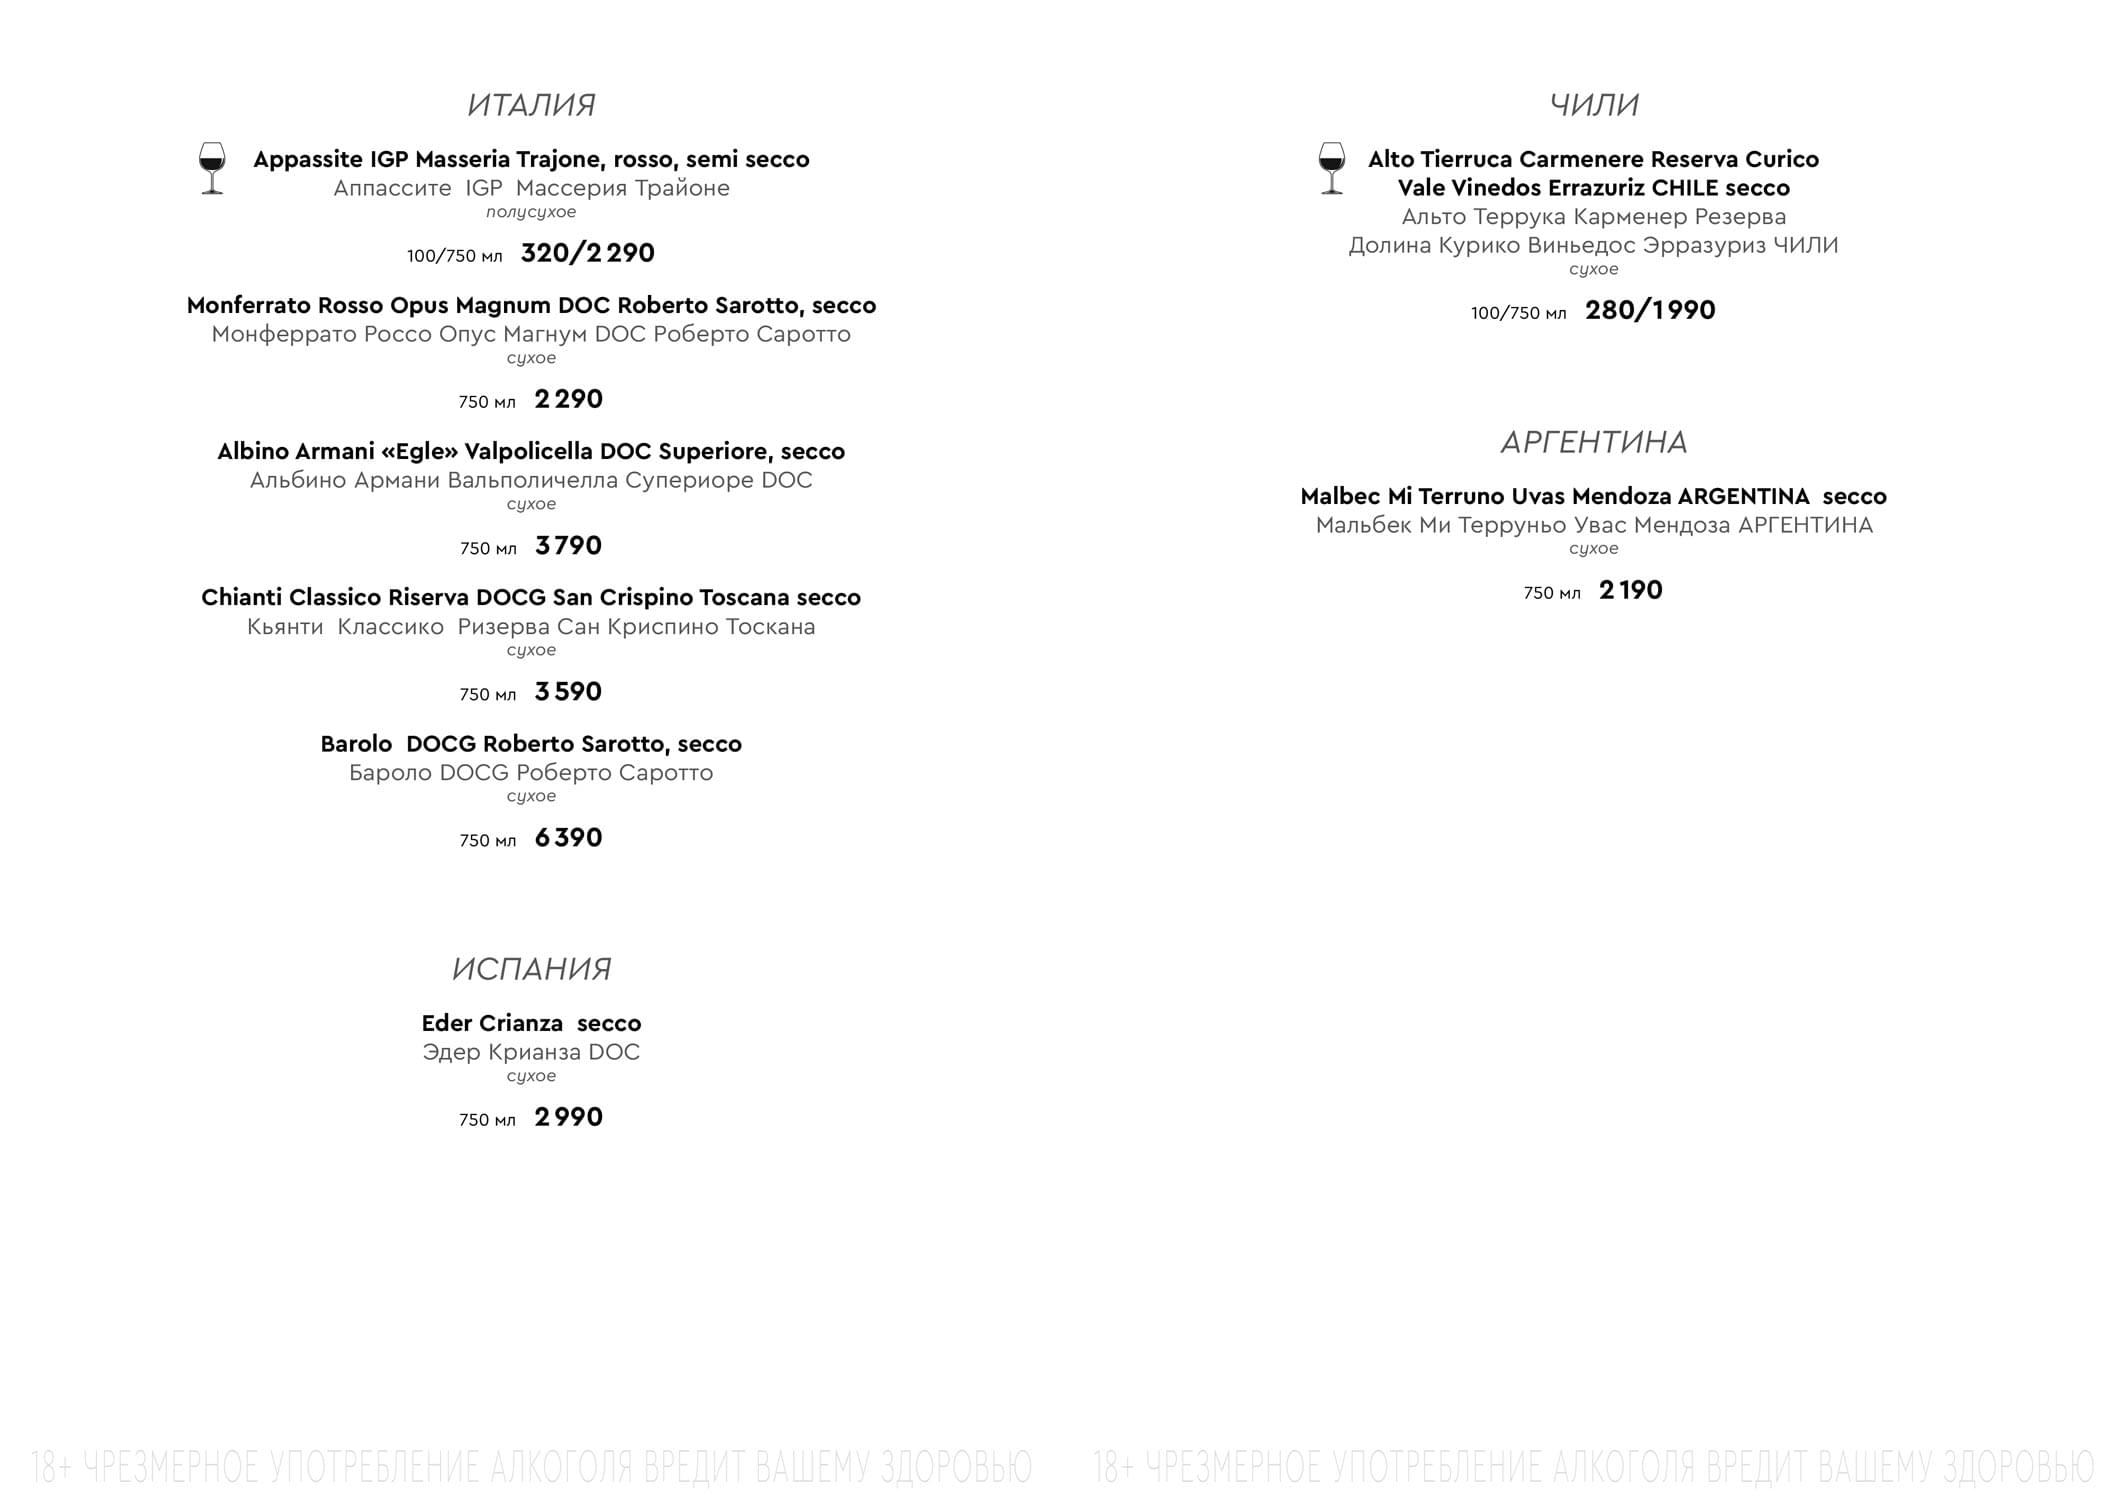 ИТАЛИЯ
Appassite IGP Masseria Trajone, rosso, semi secco
Аппассите IGP Массерия Трайоне
полусухое
100/750 мл 320/2 290
Monferrato Rosso Opus Magnum DOC Roberto Sarotto, secco
Монферрато Россо Опус Магнум DOC Роберто Саротто
сухое
750 мл 2 290
Albino Armani «Egle» Valpolicella DOC Superiore, secco
Альбино Армани Вальполичелла Супериоре DOC
сухое
750 мл 3 790
Chianti Classico Riserva DOCG San Crispino Toscana secco
Кьянти Классико Ризерва Сан Криспино Тоскана
сухое
750 мл 3 590
Barolo DOCG Roberto Sarotto, secco
Бароло DOCG Роберто Саротто
сухое
750 мл 6 390
ИСПАНИЯ
Eder Crianza secco
Эдер Крианза DOC
сухое
750 мл 2 990
18+ ЧРЕЗМЕРНОЕ УПОТРЕБЛЕНИЕ АЛКОГОЛЯ ВРЕДИТ ВАШЕМУ ЗДОРОВЬЮ
ЧИЛИ
Alto Tierruca Carmenere Reserva Curico
Vale Vinedos Errazuriz CHILE secco
Альто Террука Карменер Резерва
Долина Курико Виньедос Эрразуриз ЧИЛИ
сухое
100/750 мл 280/1 990
АРГЕНТИНА
Malbec Mi Terruno Uvas Mendoza ARGENTINA secco
Мальбек Ми Терруньо Увас Мендоза АРГЕНТИНА
сухое
750 мл 2 190
18+ ЧРЕЗМЕРНОЕ УПОТРЕБЛЕНИЕ АЛКОГОЛЯ ВРЕДИТ ВАШЕМУ ЗДОРОВЬЮ